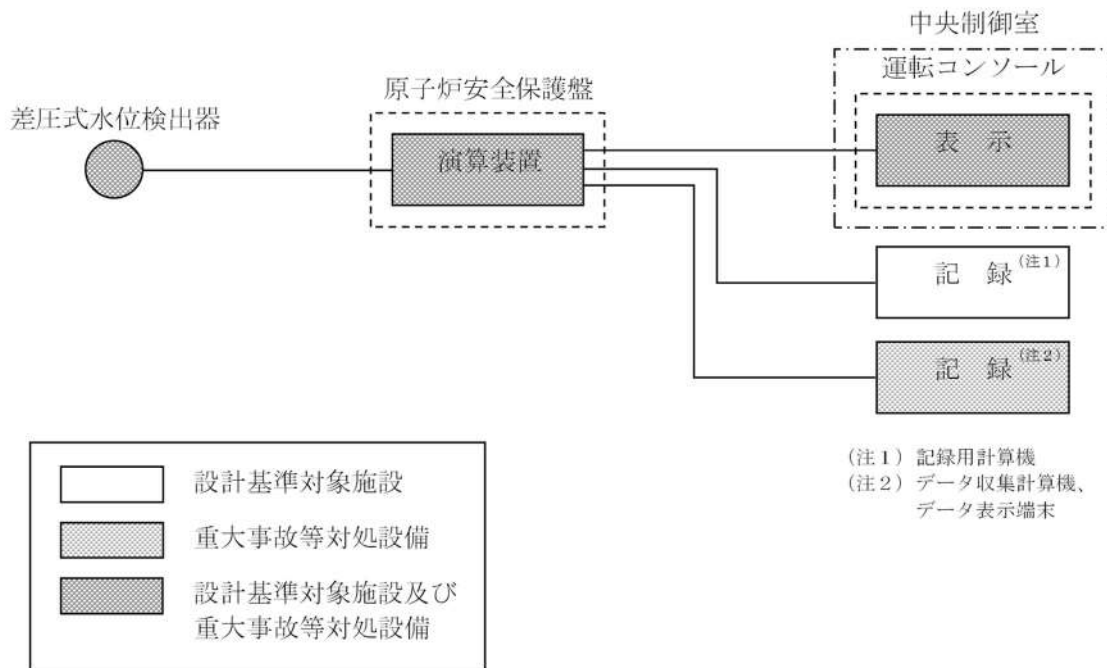 中央制御室
運転コンソール
原子炉安全保護盤
差圧式水位検出器
演算装置
表 示
記 録(注1)
記 録(注2)
(注1)記録用計算機
(注2)データ収集計算機、
データ表示端末
設計基準対象施設
重大事故等対処設備
設計基準対象施設及び
重大事故等対処設備